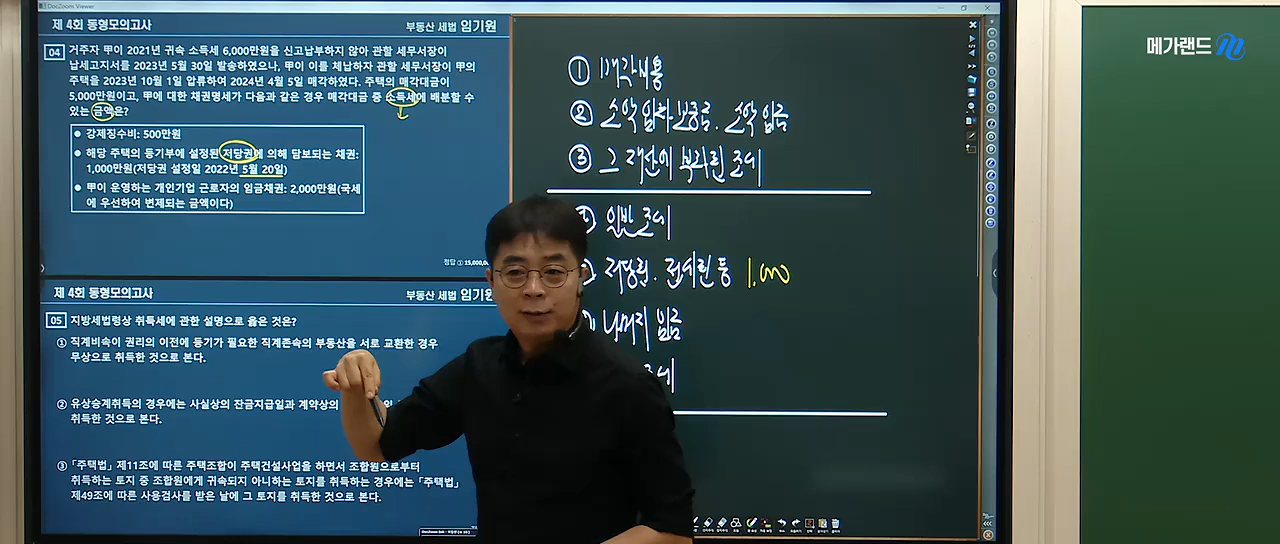 DocZoom Viewer
제 4회 동형모의고사
부동산 세법 임기원
04 거주자 甲이 2021년 귀속 소득세 6,000만원을 신고납부하지 않아 관할 세무서장이
납세고지서를 2023년 5월 30일 발송하였으나, 甲이 이를 체납하자 관할 세무서장이 甲의
주택을 2023년 10월 1일 압류하여 2024년 4월 5일 매각하였다. 주택의 매각대금이
5,000만원이고, 甲에 대한 채권명세가 다음과 같은 경우 매각대금 중 소득세에 배분할 수
있는 금액은?
• 강제징수비: 500만원
• 해당 주택의 등기부에 설정된 저당권에 의해 담보되는 채권:
1,000만원(저당권 설정일 2022년 5월 20일)
• 甲이 운영하는 개인기업 근로자의 임금채권: 2,000만원(국세
에 우선하여 변제되는 금액이다)
정답 ① 15,000,
제 4회 동형모의고사
부동산 세법 임기원
05 지방세법령상 취득세에 관한 설명으로 옳은 것은?
① 직계비속이 권리의 이전에 등기가 필요한 직계존속의 부동산을 서로 교환한 경우
무상으로 취득한 것으로 본다.
② 유상승계취득의 경우에는 사실상의 잔금지급일과 계약상의
취득한 것으로 본다.
③ 「주택법」 제11조에 따른 주택조합이 주택건설사업을 하면서 조합원으로부터
취득하는 토지 중 조합원에게 귀속되지 아니하는 토지를 취득하는 경우에는 「주택법」
제49조에 따른 사용검사를 받은 날에 그 토지를 취득한 것으로 본다.
① 매각비용
② 소액임차보증금. 소액임금
③ 그 재산에 부과된 조세
일반 조세
저당권. 전세권 등 1.000
나머지 임금
조세
메가랜드